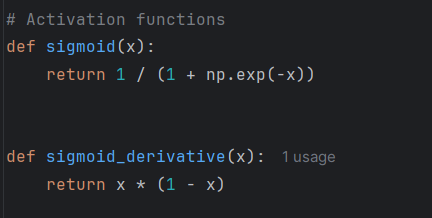 # Activation functions
def sigmoid(x):
    return 1 / (1 + np.exp(-x))
def sigmoid_derivative(x): 1 usage
    return x * (1 - x)